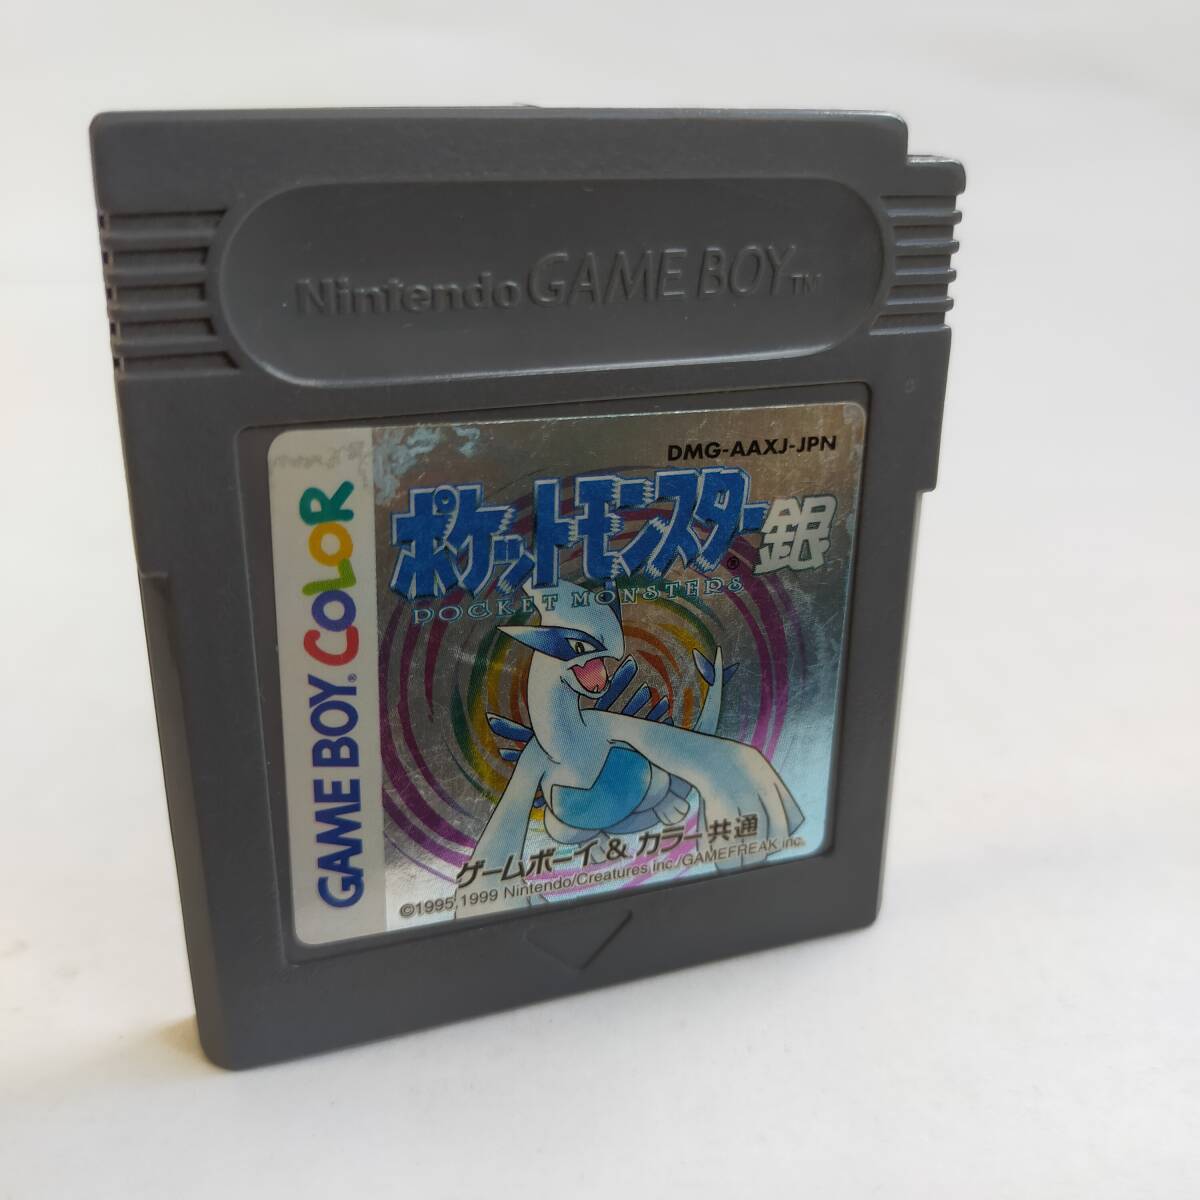 Nintendo GAME BOY™
DMG-AAXJ-JPN
GAME BOY® COLOR
ポケットモンスター® 銀
POCKET MONSTERS
ゲームボーイ & カラー共通
©1995,1999 Nintendo/Creatures inc./GAMEFREAK inc.